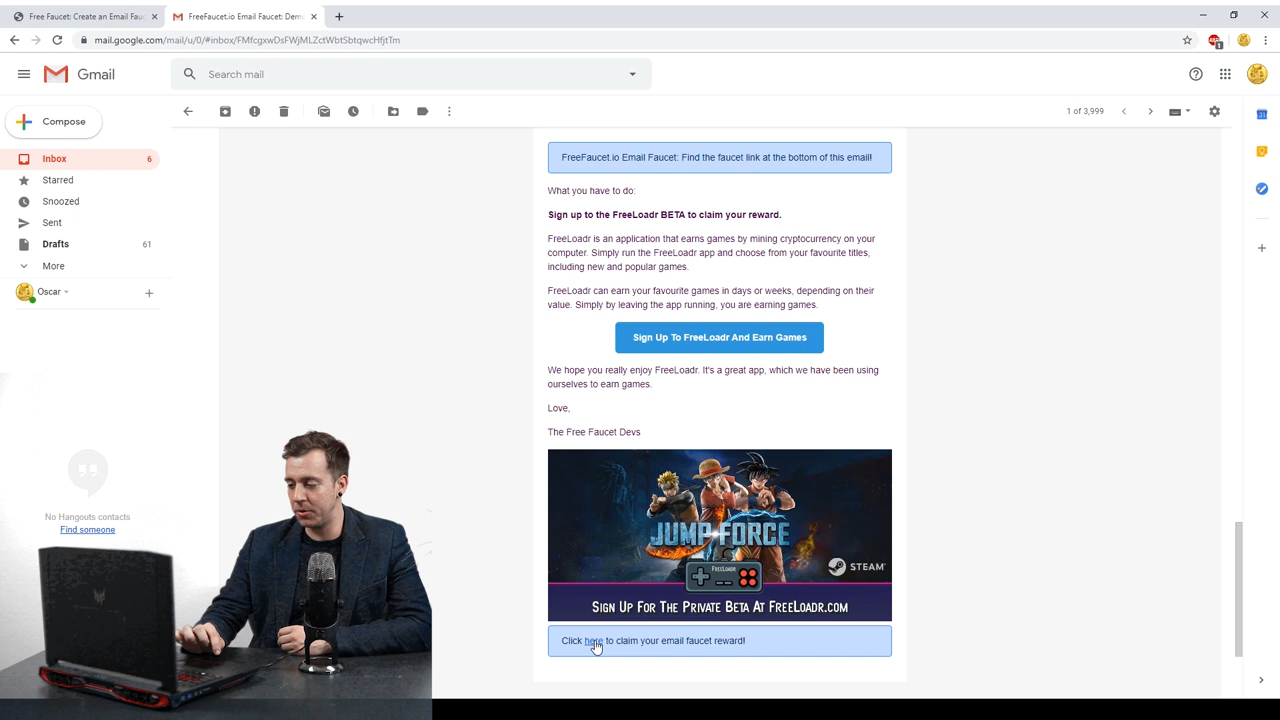 Free Faucet: Create an Email Fauc
FreeFaucet.io Email Faucet: Dem
mail.google.com/mail/u/0/#inbox/FMfcgxwDsFWjMLZctWbtSbtqwcHfjtTm
Gmail
Search mail
Compose
1 of 3,999
Inbox 6
Starred
Snoozed
Sent
Drafts 61
More
Oscar
No Hangouts contacts
Find someone
FreeFaucet.io Email Faucet: Find the faucet link at the bottom of this email!
What you have to do:
Sign up to the FreeLoadr BETA to claim your reward.
FreeLoadr is an application that earns games by mining cryptocurrency on your
computer. Simply run the FreeLoadr app and choose from your favourite titles,
including new and popular games.
FreeLoadr can earn your favourite games in days or weeks, depending on their
value. Simply by leaving the app running, you are earning games.
Sign Up To FreeLoadr And Earn Games
We hope you really enjoy FreeLoadr. It's a great app, which we have been using
ourselves to earn games.
Love,
The Free Faucet Devs
JUMP FORCE
FREELOADR
STEAM
SIGN UP FOR THE PRIVATE BETA AT FREELOADR.COM
Click here to claim your email faucet reward!